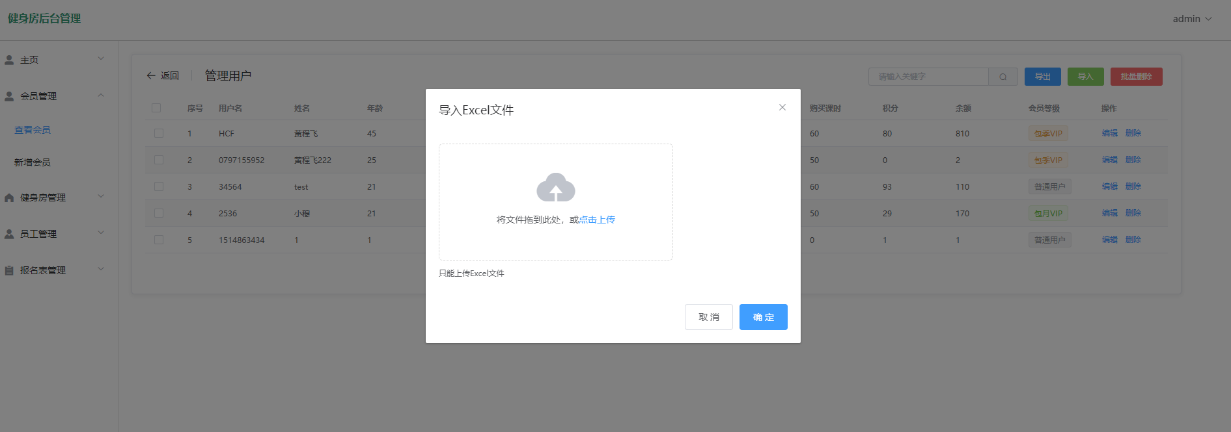 健身房后台管理
admin
主页
会员管理
查看会员
新增会员
健身房管理
员工管理
报名表管理
返回
管理用户
请输入关键字
导出
导入
批量删除
序号 用户名 姓名 年龄 购买课时 积分 余额 会员等级 操作
1 HCF 黄程飞 45 60 80 810 包季VIP 编辑 删除
2 0797155952 黄程飞222 25 50 0 2 包季VIP 编辑 删除
3 34564 test 21 60 93 110 普通用户 编辑 删除
4 2536 小 21 50 29 170 包月VIP 编辑 删除
5 1514863434 1 1 0 1 1 普通用户 编辑 删除
导入Excel文件
将文件拖到此处，或点击上传
只能上传Excel文件
取 消
确 定